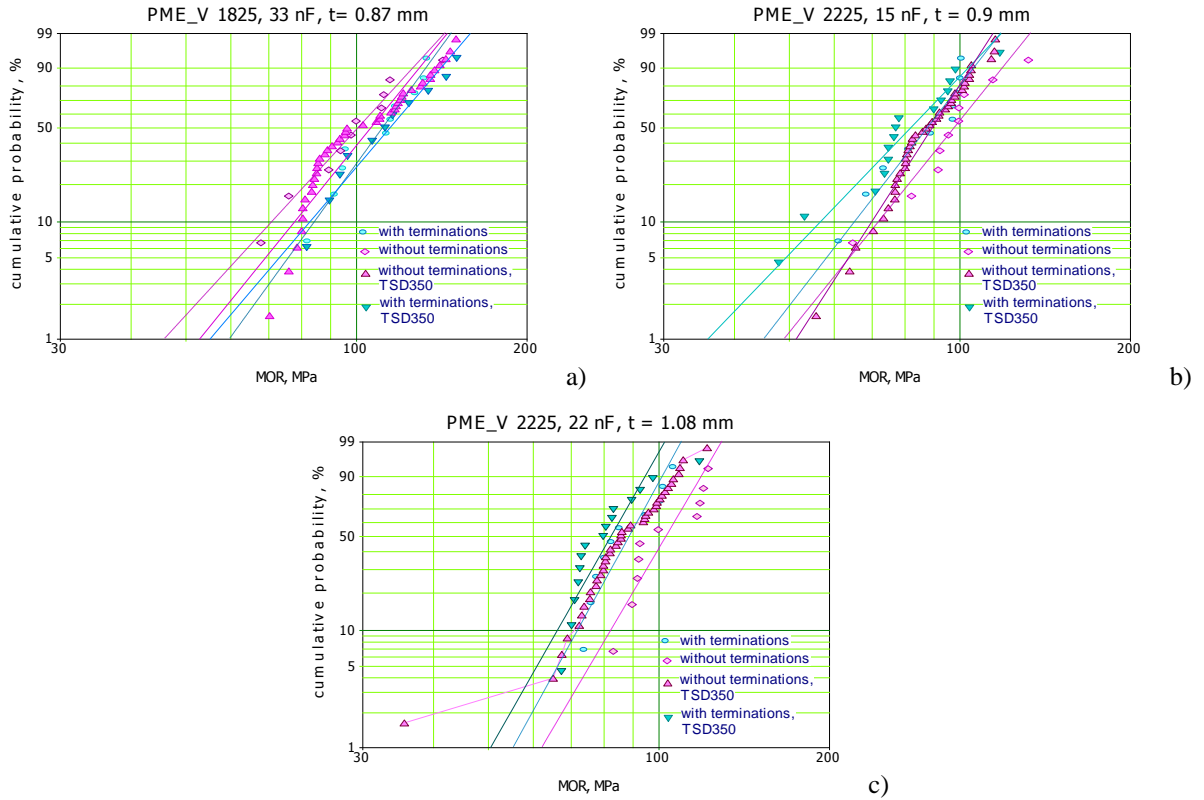 PME_V 1825, 33 nF, t= 0.87 mm
cumulative probability, %
99
90
50
10
5
1
30
100
200
with terminations
without terminations
without terminations,
TSD350
with terminations,
TSD350
MOR, MPa
a)
PME_V 2225, 15 nF, t = 0.9 mm
cumulative probability, %
99
90
50
10
5
1
30
100
200
with terminations
without terminations
without terminations,
TSD350
with terminations,
TSD350
MOR, MPa
b)
PME_V 2225, 22 nF, t = 1.08 mm
cumulative probability, %
99
90
50
10
5
1
30
100
200
with terminations
without terminations
without terminations,
TSD350
with terminations,
TSD350
MOR, MPa
c)